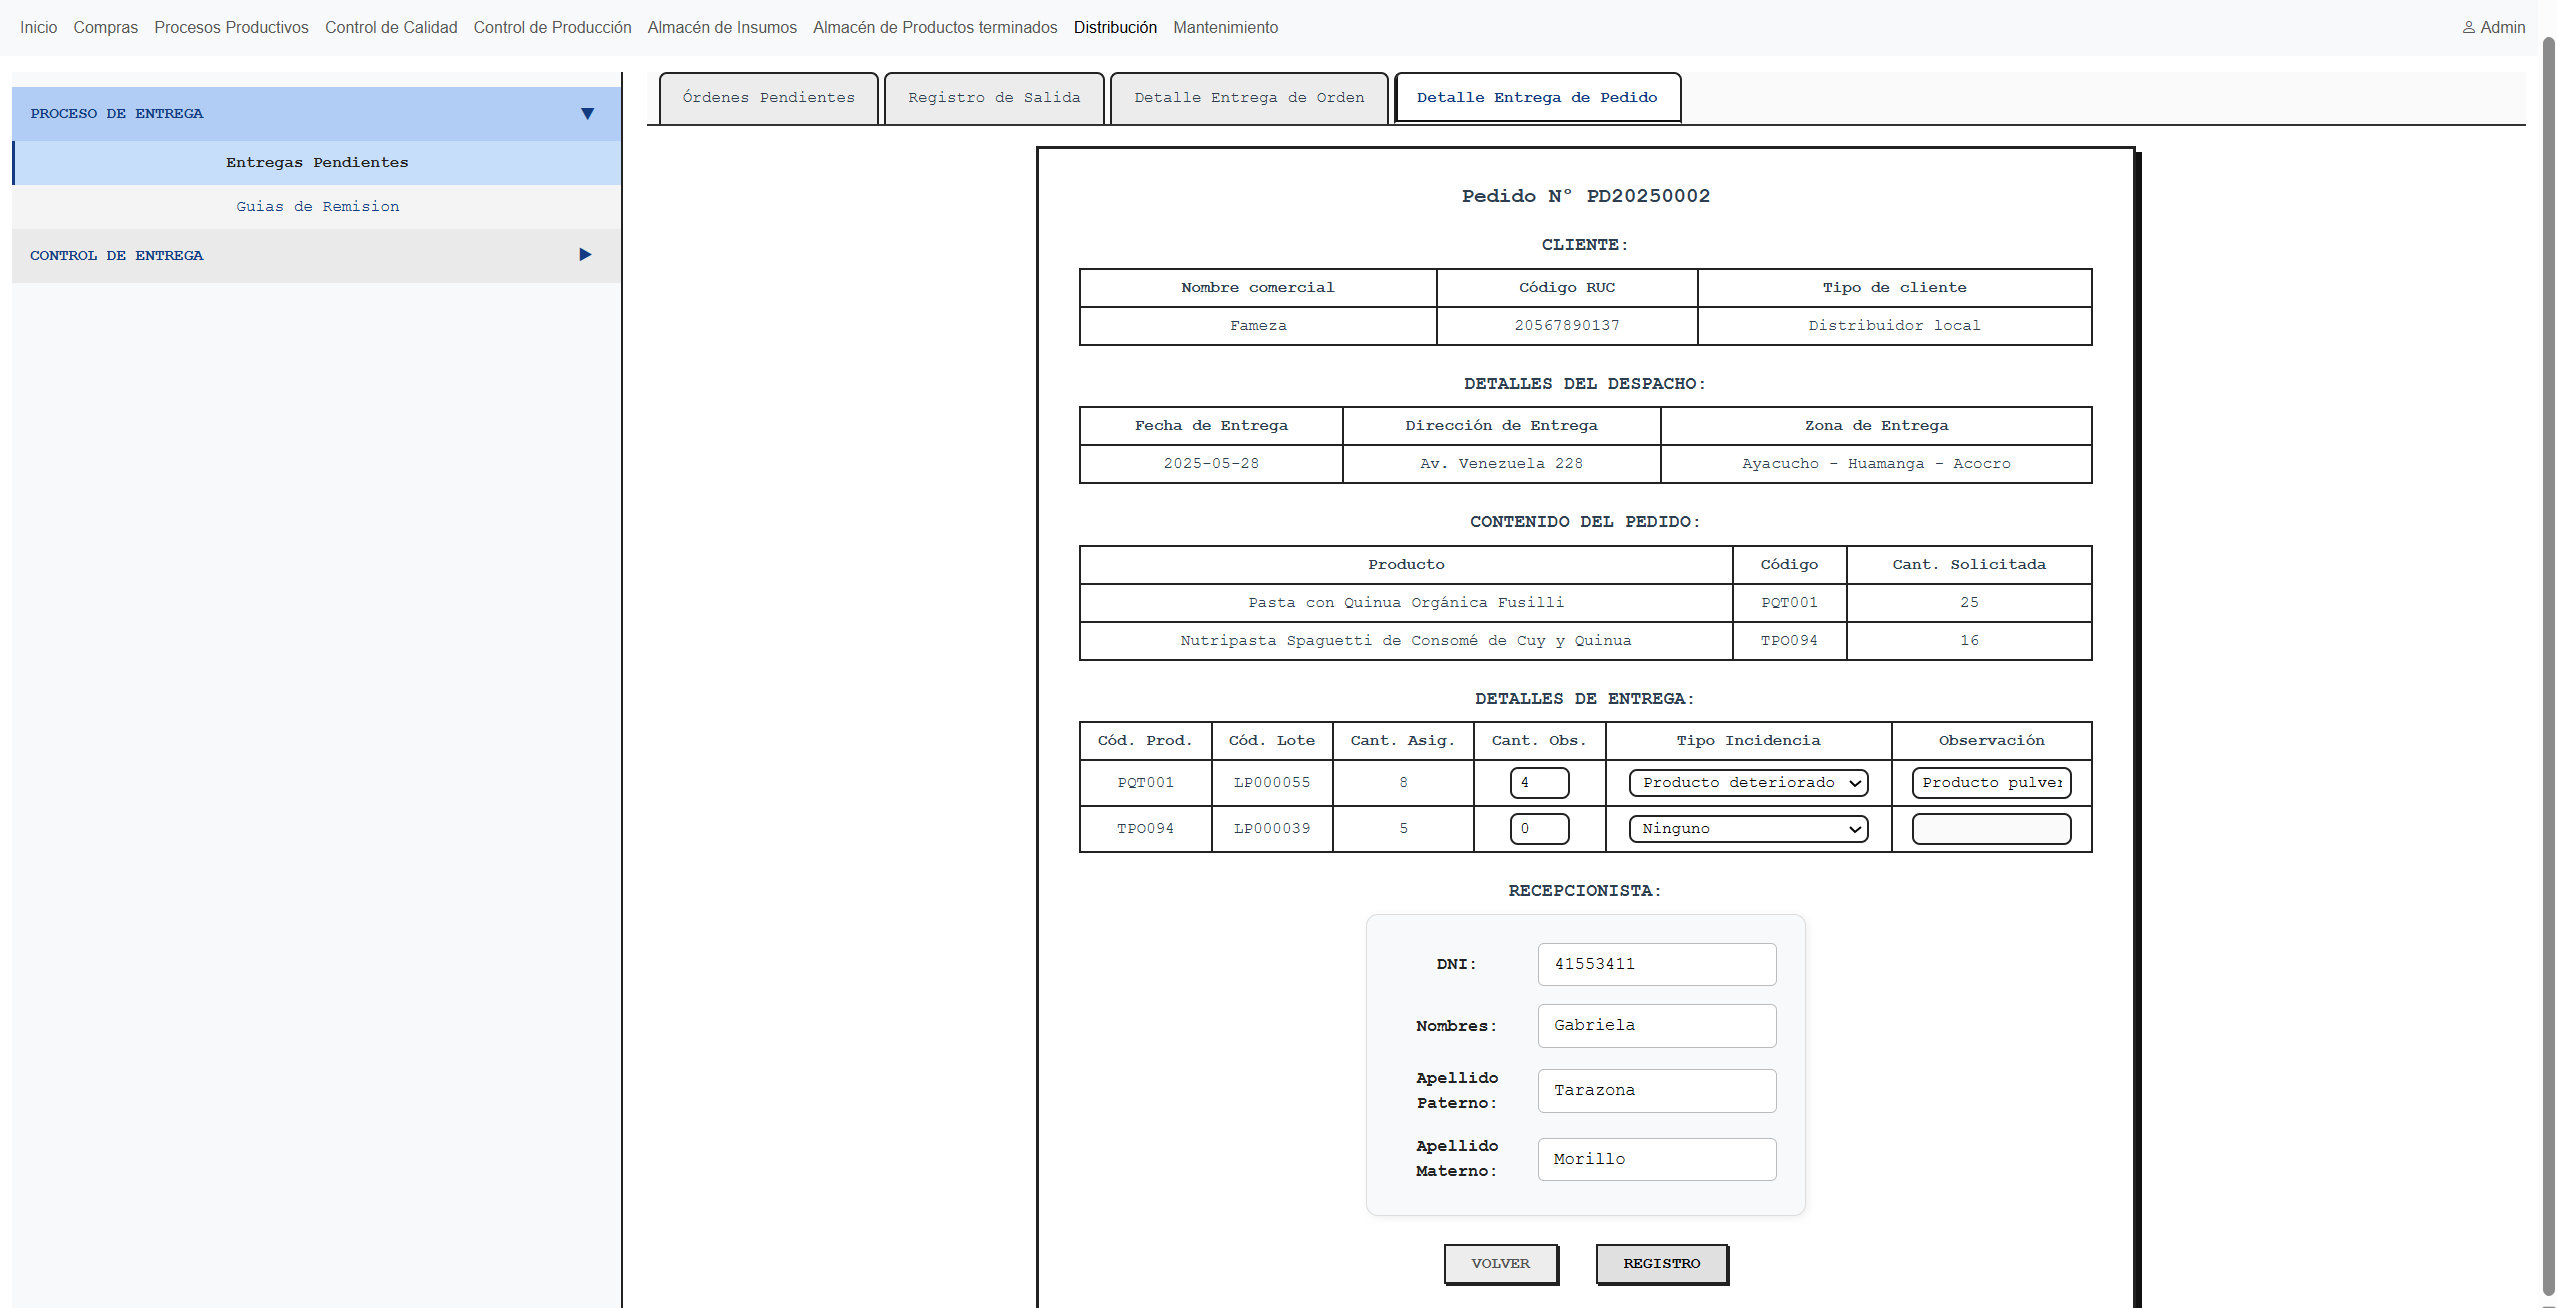 Inicio Compras Procesos Productivos Control de Calidad Control de Producción Almacén de Insumos Almacén de Productos terminados Distribución Mantenimiento Admin
PROCESO DE ENTREGA
Entregas Pendientes
Guias de Remision
CONTROL DE ENTREGA
Órdenes Pendientes Registro de Salida Detalle Entrega de Orden Detalle Entrega de Pedido
Pedido N° PD20250002
CLIENTE:
Nombre comercial Código RUC Tipo de cliente
Fameza 20567890137 Distribuidor local
DETALLES DEL DESPACHO:
Fecha de Entrega Dirección de Entrega Zona de Entrega
2025-05-28 Av. Venezuela 228 Ayacucho - Huamanga - Acocro
CONTENIDO DEL PEDIDO:
Producto Código Cant. Solicitada
Pasta con Quinua Orgánica Fusilli PQT001 25
Nutripasta Spaguetti de Consomé de Cuy y Quinua TPO094 16
DETALLES DE ENTREGA:
Cód. Prod. Cód. Lote Cant. Asig. Cant. Obs. Tipo Incidencia Observación
PQT001 LP000055 8 4 Producto deteriorado Producto pulver
TPO094 LP000039 5 0 Ninguno
RECEPCIONISTA:
DNI: 41553411
Nombres: Gabriela
Apellido Paterno: Tarazona
Apellido Materno: Morillo
VOLVER REGISTRO